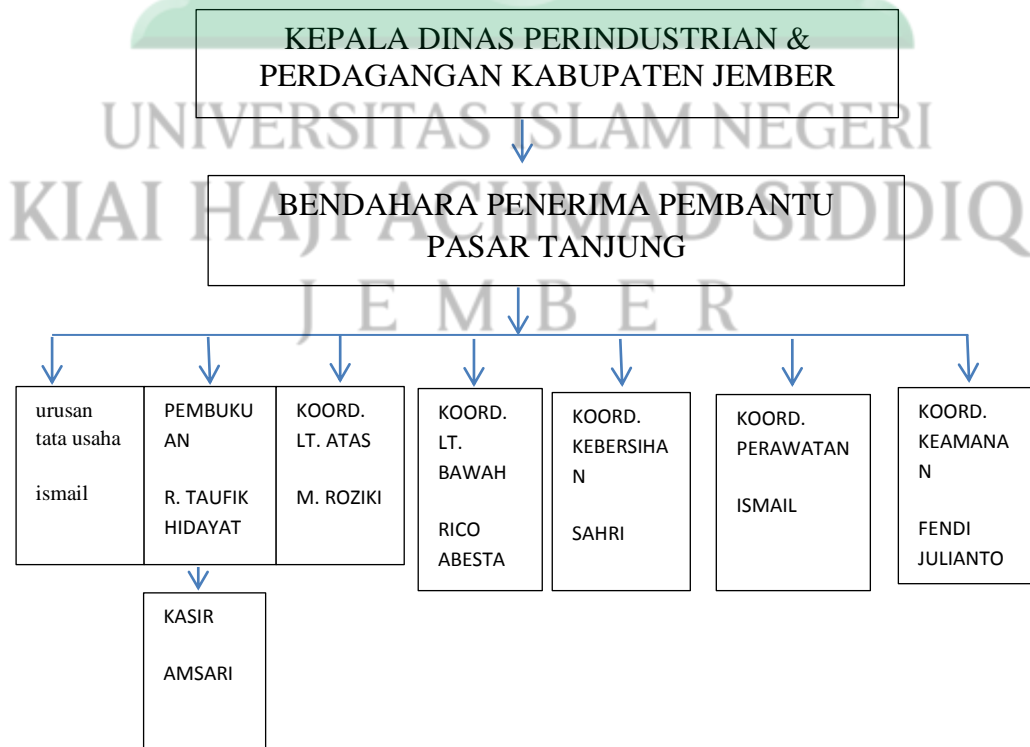 KEPALA DINAS PERINDUSTRIAN &
PERDAGANGAN KABUPATEN JEMBER
UNIVERSITAS ISLAM NEGERI
KIAI HAJI ACHMAD SIDDIQ
BENDAHARA PENERIMA PEMBANTU
PASAR TANJUNG
J E M B E R
urusan
tata usaha
ismail
PEMBUKU
AN
R. TAUFIK
HIDAYAT
KOORD.
LT. ATAS
M. ROZIKI
KOORD.
LT.
BAWAH
RICO
ABESTA
KOORD.
KEBERSIHA
N
SAHRI
KOORD.
PERAWATAN
ISMAIL
KOORD.
KEAMANA
N
FENDI
JULIANTO
KASIR
AMSARI